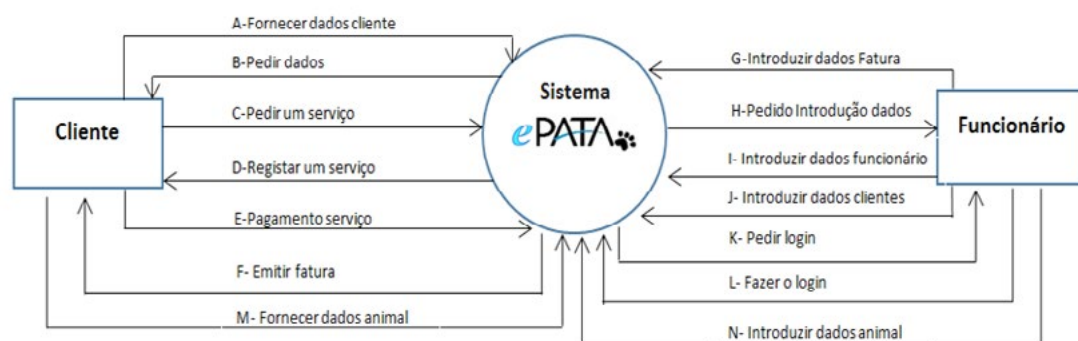 A-Fornecer dados cliente
B-Pedir dados
C-Pedir um serviço
D-Registar um serviço
E-Pagamento serviço
F- Emitir fatura
M- Fornecer dados animal
Cliente
Sistema
ePATA
G-Introduzir dados Fatura
H-Pedido Introdução dados
I- Introduzir dados funcionário
J- Introduzir dados clientes
K- Pedir login
L- Fazer o login
N- Introduzir dados animal
Funcionário